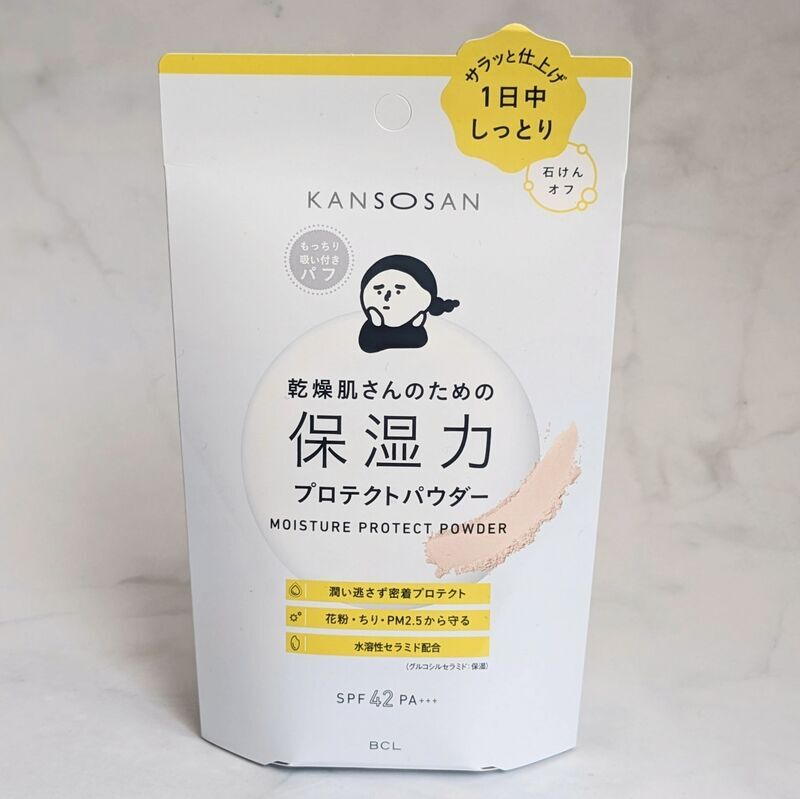 サラッと仕上げ
1日中
しっとり
石けん
オフ
KANSOSAN
もっちり
吸い付き
パフ
乾燥肌さんのための
保湿力
プロテクトパウダー
MOISTURE PROTECT POWDER
潤い逃さず密着プロテクト
花粉・ちり・PM2.5から守る
水溶性セラミド配合
(グルコシルセラミド:保湿)
SPF 42 PA+++
BCL